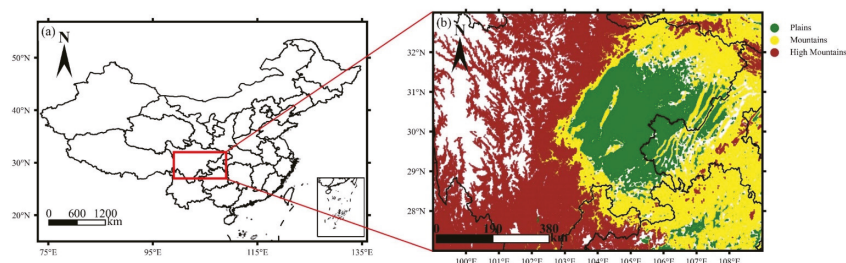 (a)
N
50°N
40°N
30°N
20°N
0 600 1200
km
75°E 95°E 115°E 135°E
(b)
N
32°N
31°N
30°N
29°N
28°N
0 190 380
km
100°E 101°E 102°E 103°E 104°E 105°E 106°E 107°E 108°E
Plains
Mountains
High Mountains